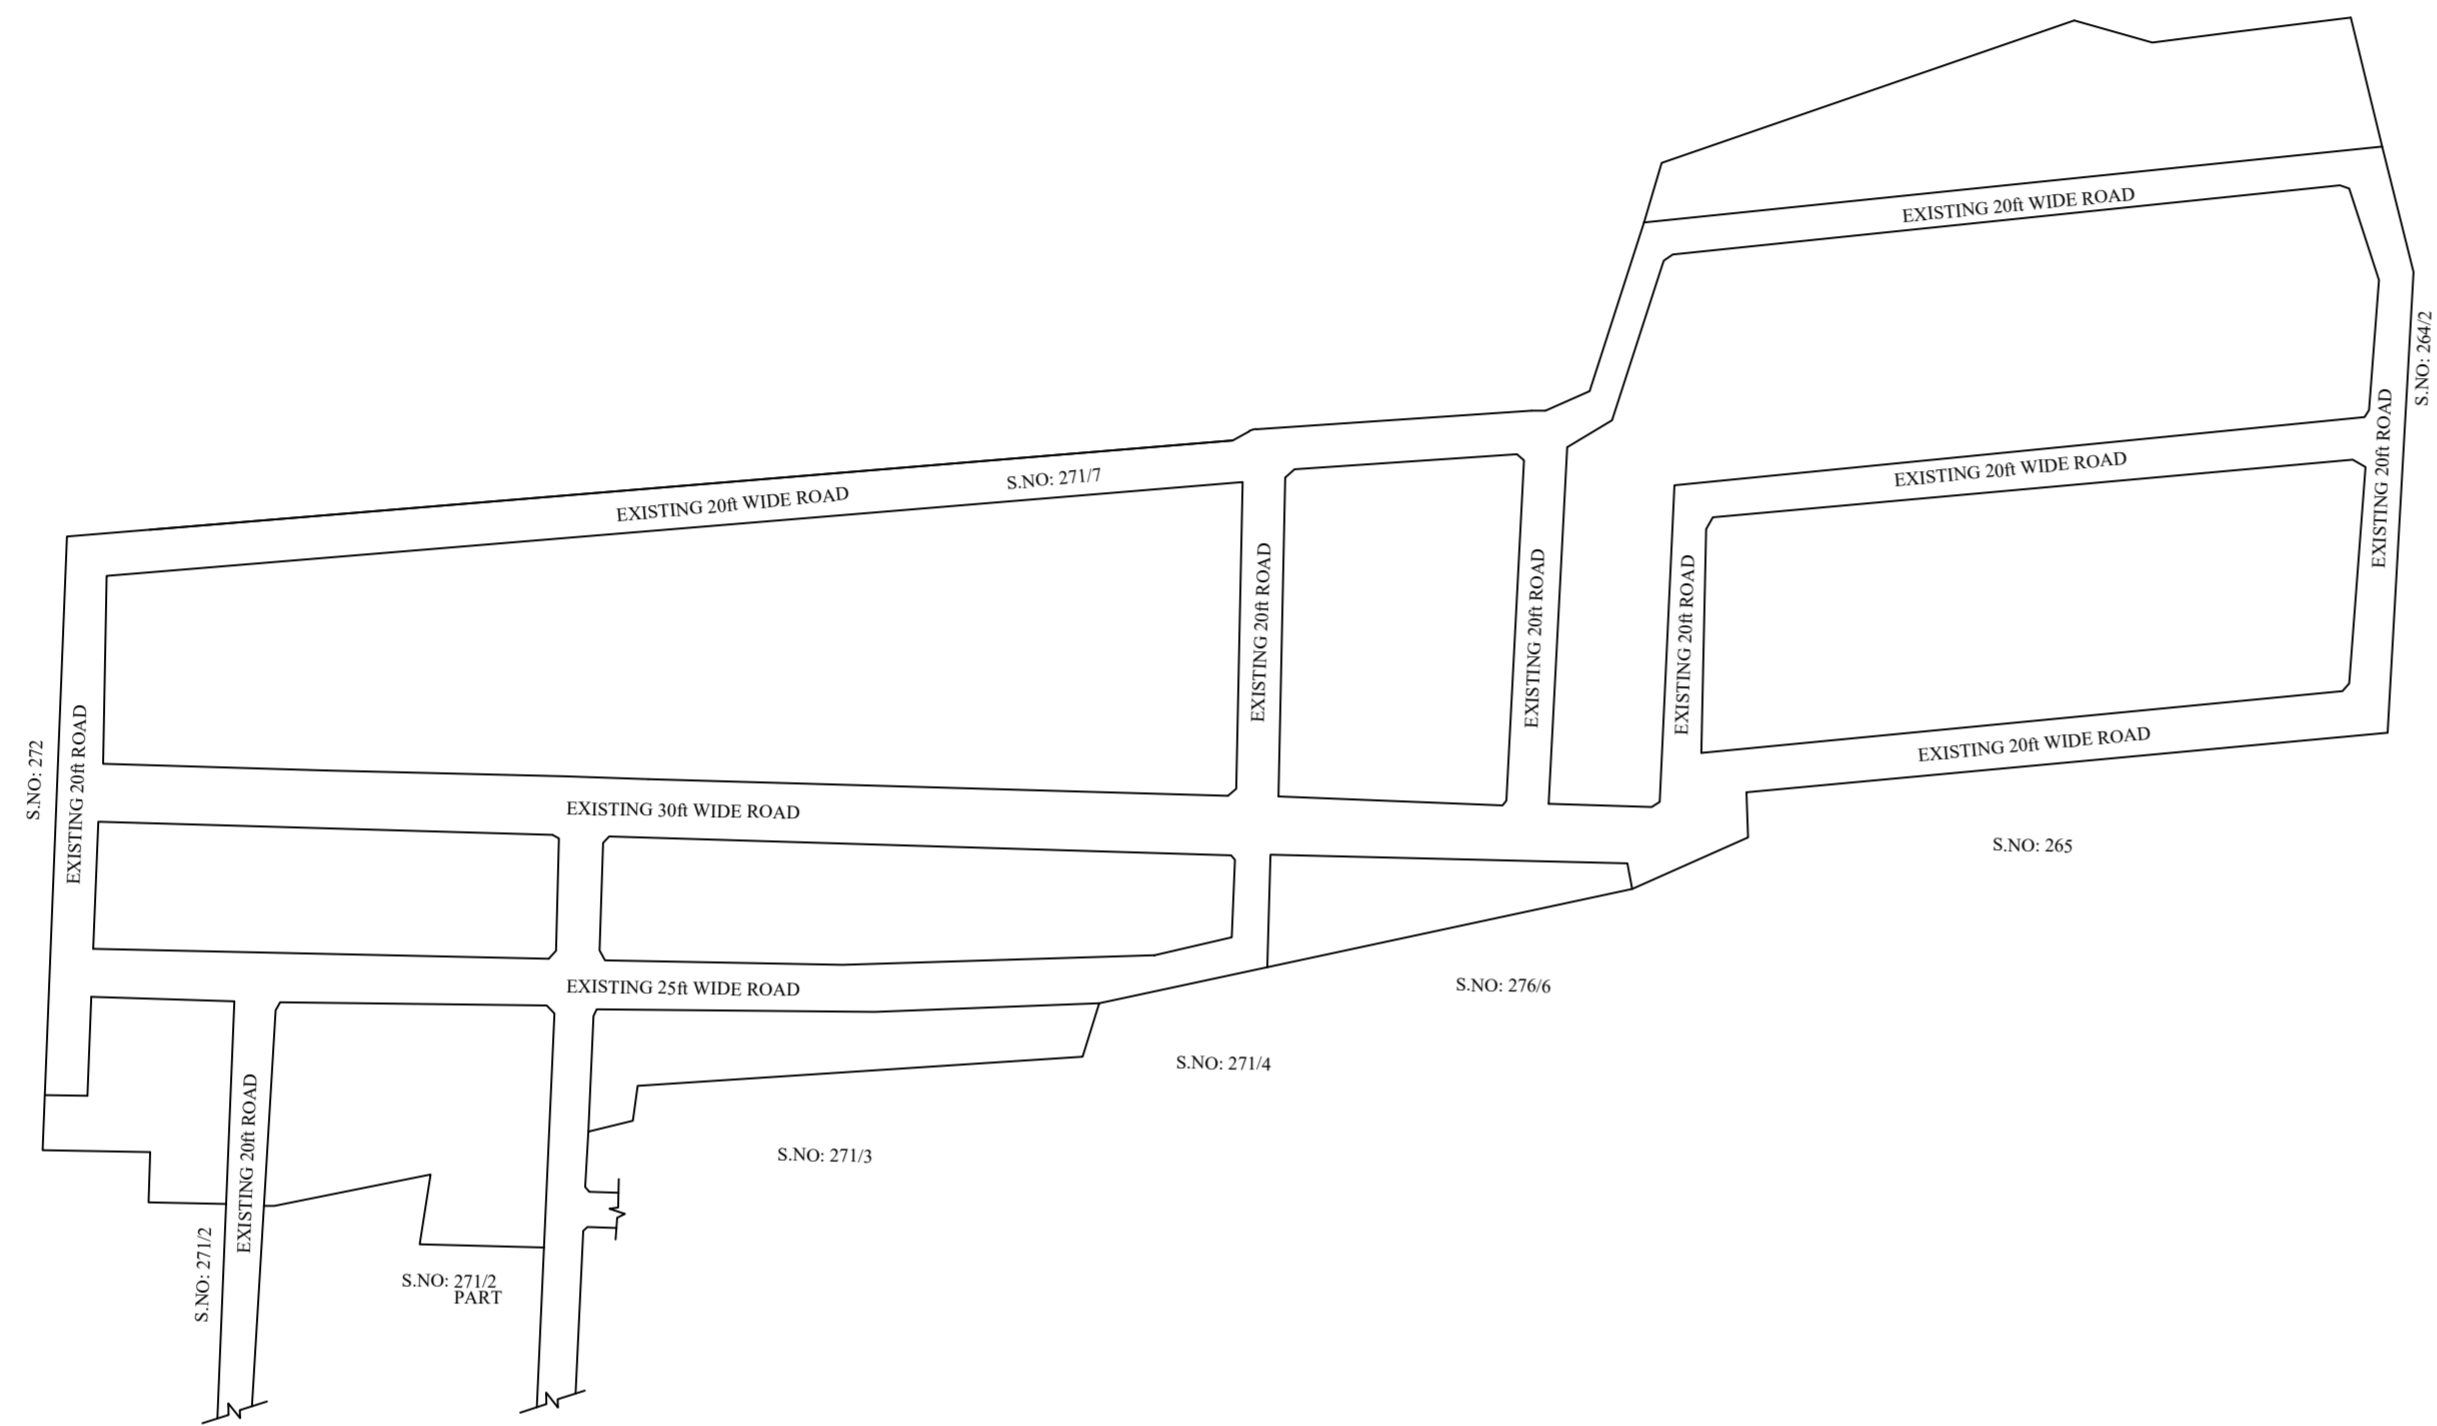 EXISTING 20ft WIDE ROAD
S.NO: 264/2
EXISTING 20ft ROAD
EXISTING 20ft WIDE ROAD
S.NO: 271/7
EXISTING 20ft WIDE ROAD
EXISTING 20ft ROAD
EXISTING 20ft ROAD
EXISTING 20ft ROAD
EXISTING 20ft WIDE ROAD
S.NO: 272
EXISTING 20ft ROAD
EXISTING 30ft WIDE ROAD
S.NO: 265
EXISTING 25ft WIDE ROAD
S.NO: 276/6
S.NO: 271/4
EXISTING 20ft ROAD
S.NO: 271/3
S.NO: 271/2
S.NO: 271/2
PART